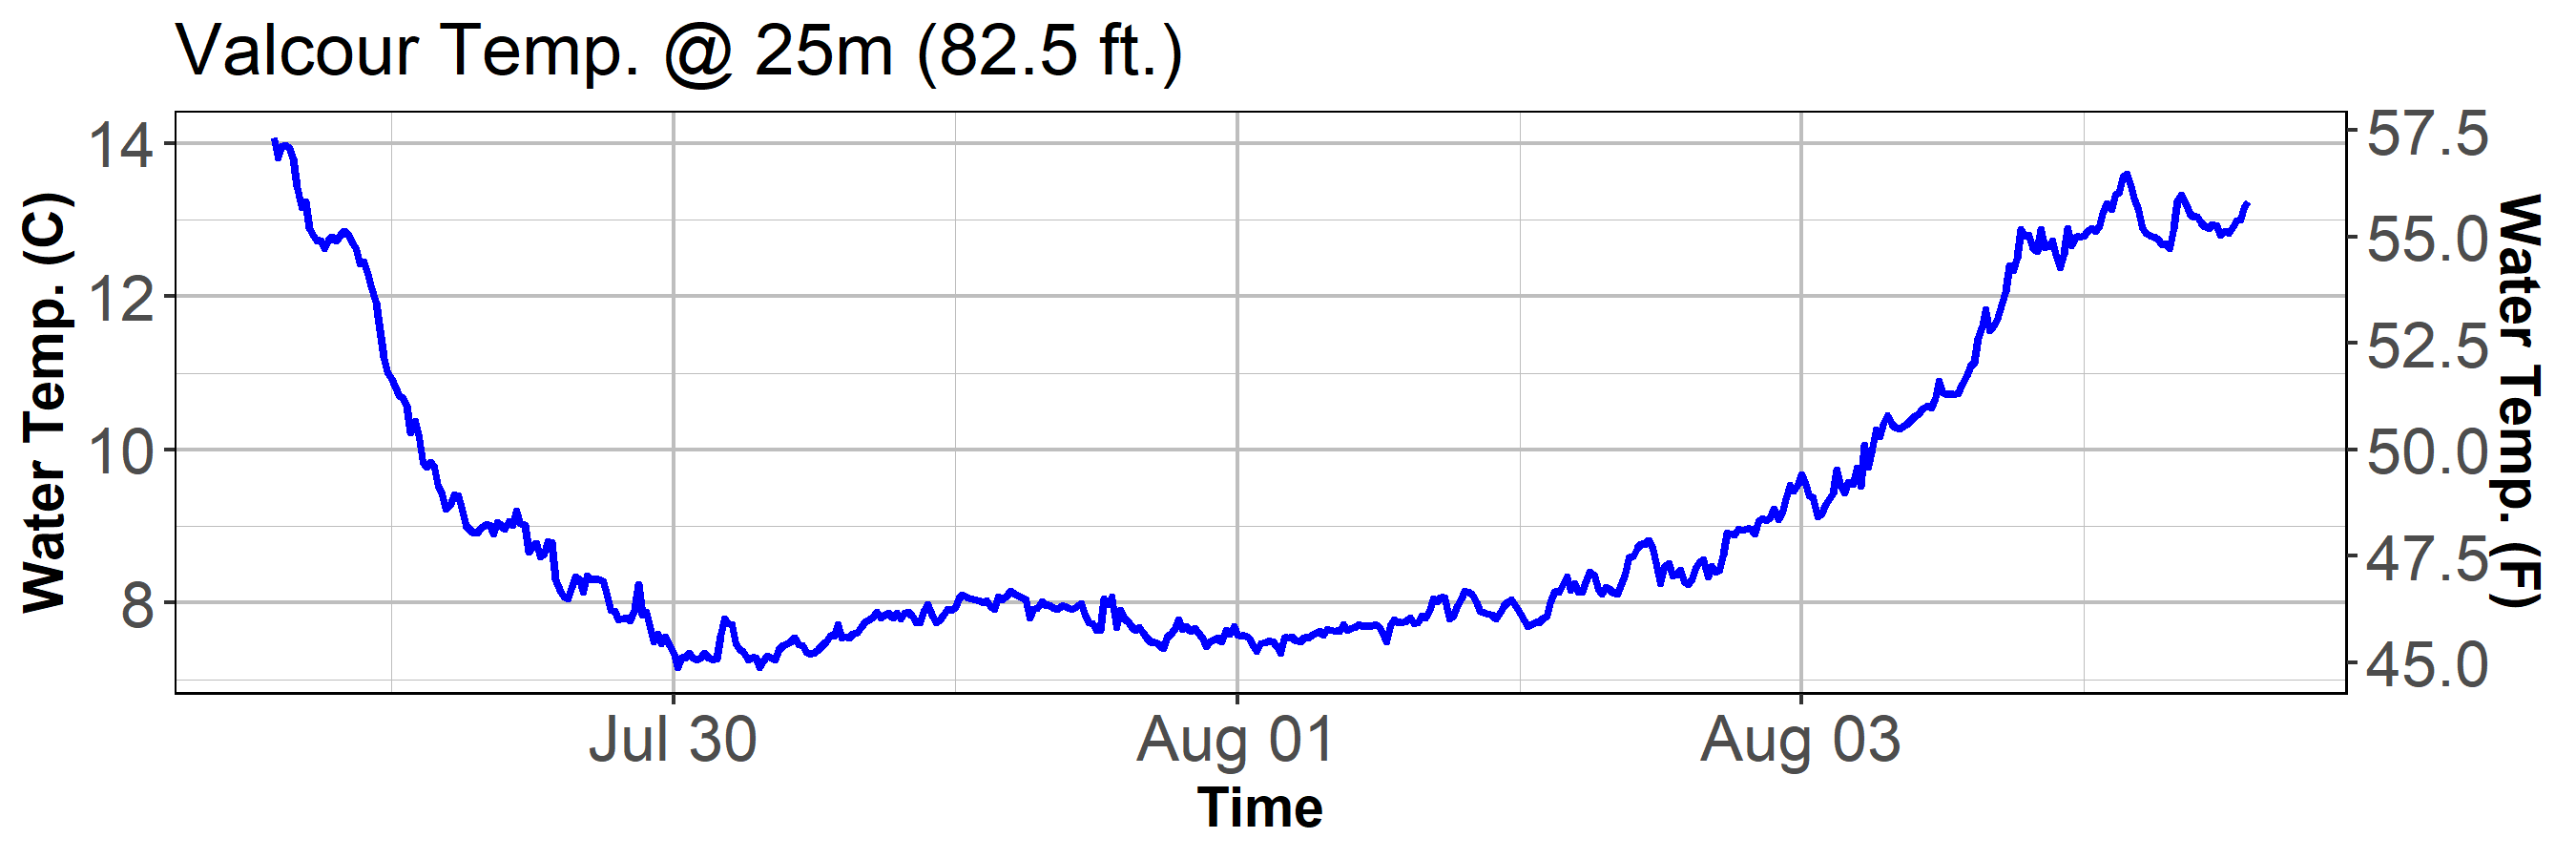 Valcour Temp. @ 25m (82.5 ft.)
Water Temp. (C)
14
12
10
8
57.5
55.0
52.5
50.0
47.5
45.0
Water Temp. (F)
Jul 30
Aug 01
Aug 03
Time